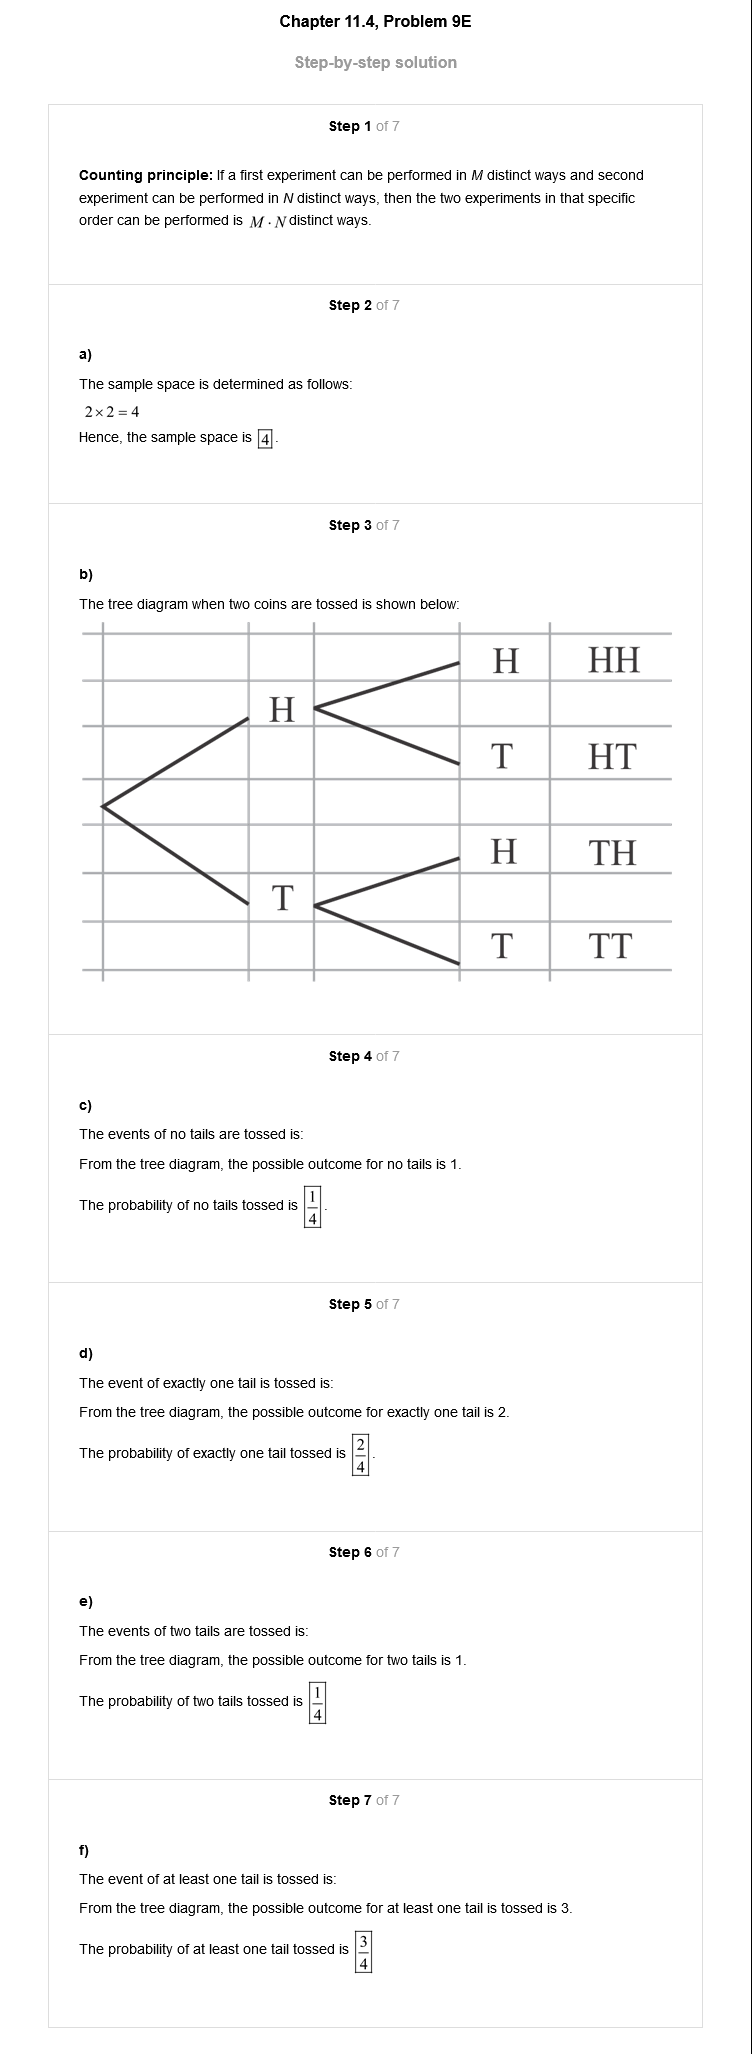 Chapter 11.4, Problem 9E
Step-by-step solution
Step 1 of 7
Counting principle: If a first experiment can be performed in M distinct ways and second
experiment can be performed in N distinct ways, then the two experiments in that specific
order can be performed is M · N distinct ways.
Step 2 of 7
a)
The sample space is determined as follows:
2×2 = 4
Hence, the sample space is 4.
Step 3 of 7
b)
The tree diagram when two coins are tossed is shown below:
H HH
H
T HT
H TH
T
T TT
Step 4 of 7
c)
The events of no tails are tossed is:
From the tree diagram, the possible outcome for no tails is 1.
The probability of no tails tossed is 1/4.
Step 5 of 7
d)
The event of exactly one tail is tossed is:
From the tree diagram, the possible outcome for exactly one tail is 2.
The probability of exactly one tail tossed is 2/4.
Step 6 of 7
e)
The events of two tails are tossed is:
From the tree diagram, the possible outcome for two tails is 1.
The probability of two tails tossed is 1/4
Step 7 of 7
f)
The event of at least one tail is tossed is:
From the tree diagram, the possible outcome for at least one tail is tossed is 3.
The probability of at least one tail tossed is 3/4